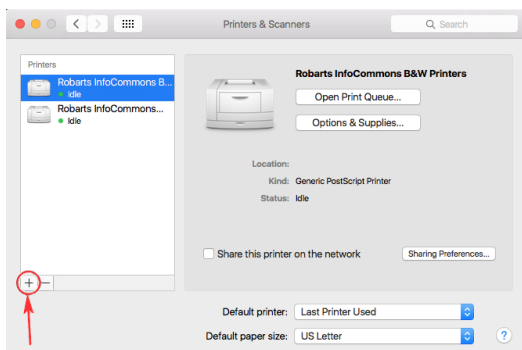 Printers & Scanners
Search
Printers
Robarts InfoCommons B...
Idle
Robarts InfoCommons...
Idle
+ −
Robarts InfoCommons B&W Printers
Open Print Queue...
Options & Supplies...
Location:
Kind: Generic PostScript Printer
Status: Idle
Share this printer on the network
Sharing Preferences...
Default printer: Last Printer Used
Default paper size: US Letter
?